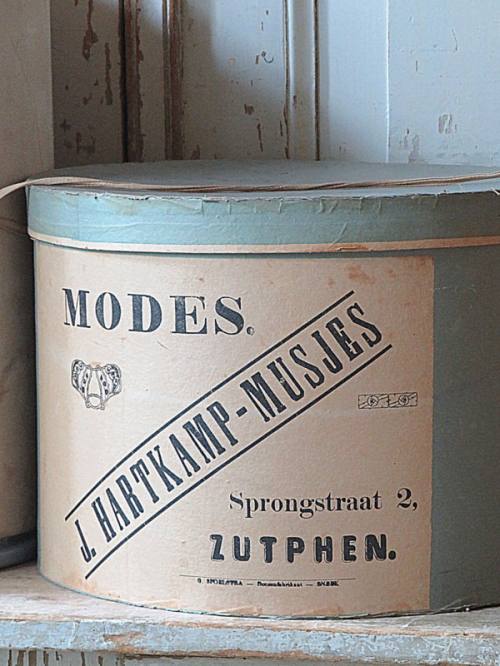 MODES.
J. HARTKAMP-MUSJES
Sprongstraat 2,
ZUTPHEN.